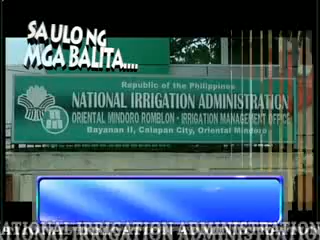 SA ULO NG
MGA BALITA....
Republic of the Philippines
NATIONAL IRRIGATION ADMINISTRATION
ORIENTAL MINDORO ROMBLON - IRRIGATION MANAGEMENT OFFICE
Bayanan II, Calapan City, Oriental Mindoro
NATIONAL IRRIGATION ADMINISTRATION